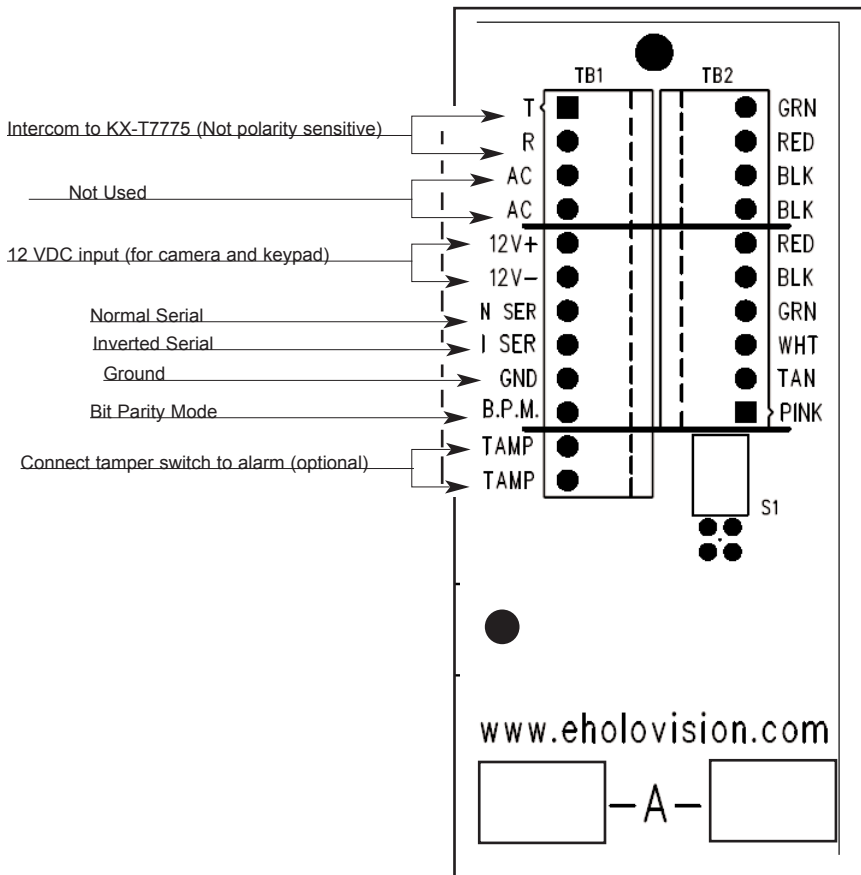 TB1 TB2
T GRN
Intercom to KX-T7775 (Not polarity sensitive)
R RED
AC BLK
Not Used
AC BLK
12V+ RED
12 VDC input (for camera and keypad)
12V− BLK
Normal Serial
N SER GRN
Inverted Serial
I SER WHT
Ground
GND TAN
Bit Parity Mode
B.P.M. PINK
TAMP
Connect tamper switch to alarm (optional)
TAMP
S1
www.eholovision.com
—A—